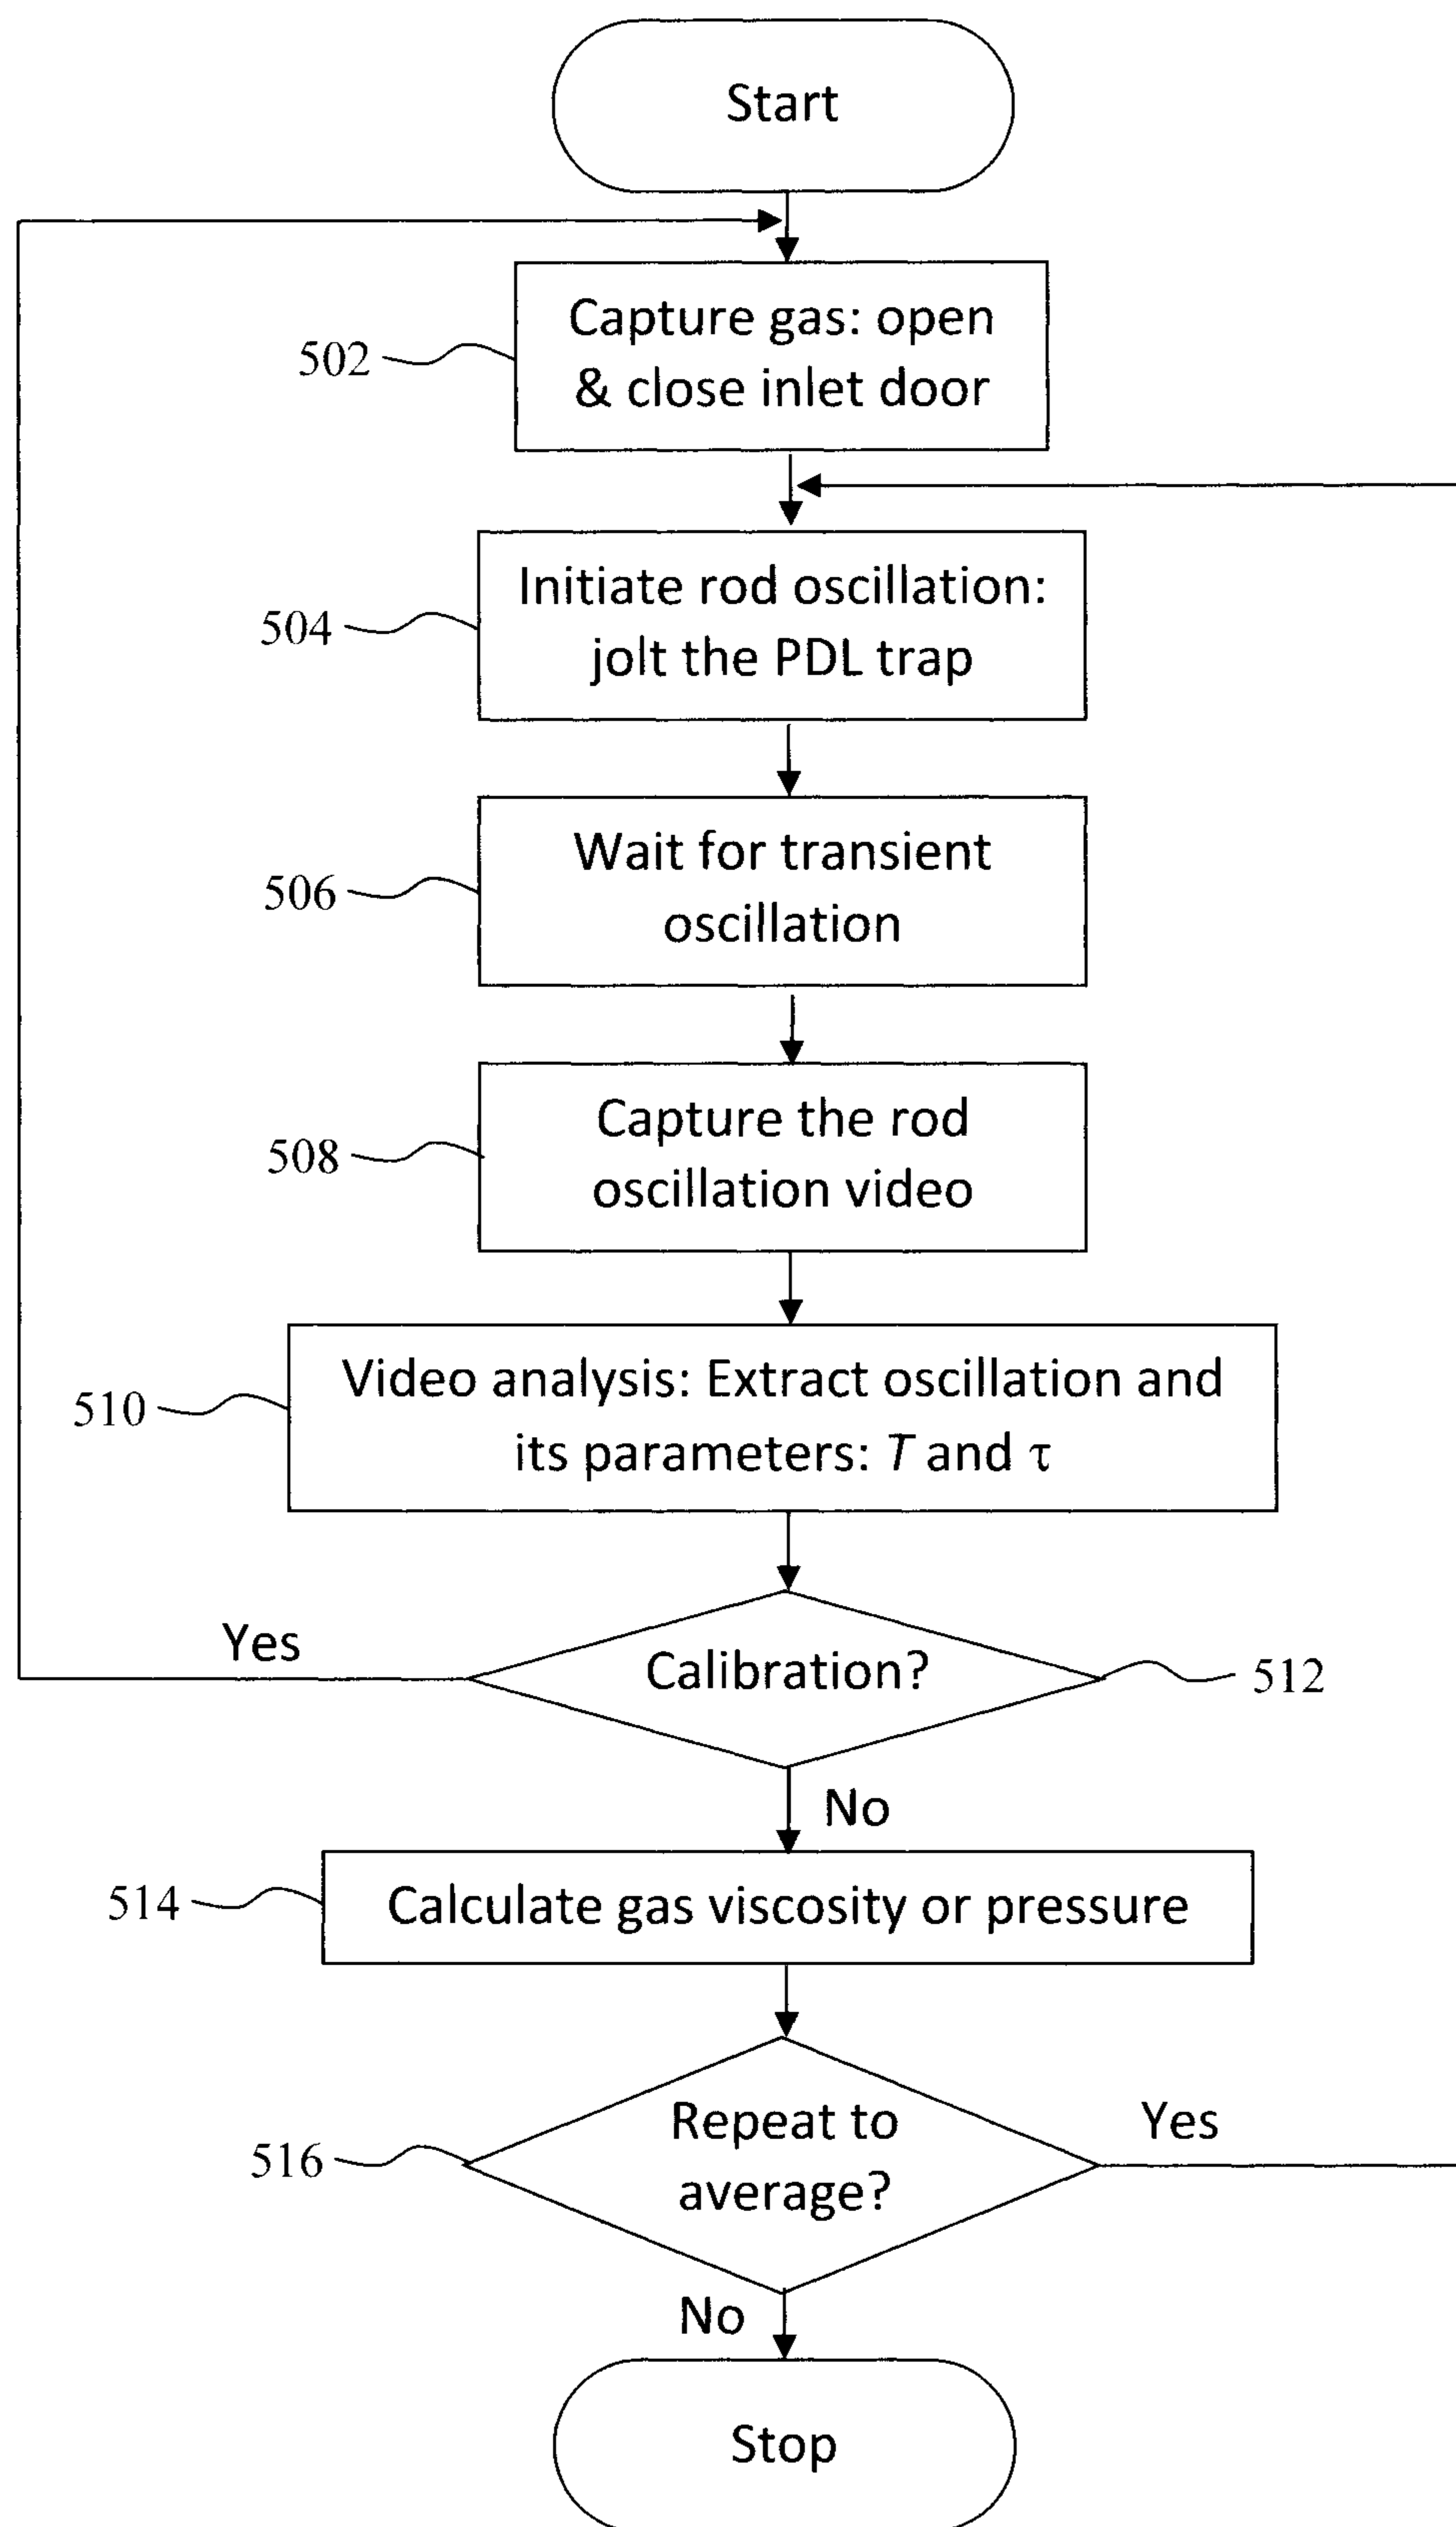 Start
Capture gas: open
& close inlet door
502
Initiate rod oscillation:
jolt the PDL trap
504
Wait for transient
oscillation
506
Capture the rod
oscillation video
508
Video analysis: Extract oscillation and
its parameters: T and τ
510
Yes
Calibration?
512
No
Calculate gas viscosity or pressure
514
Repeat to
average?
Yes
516
No
Stop